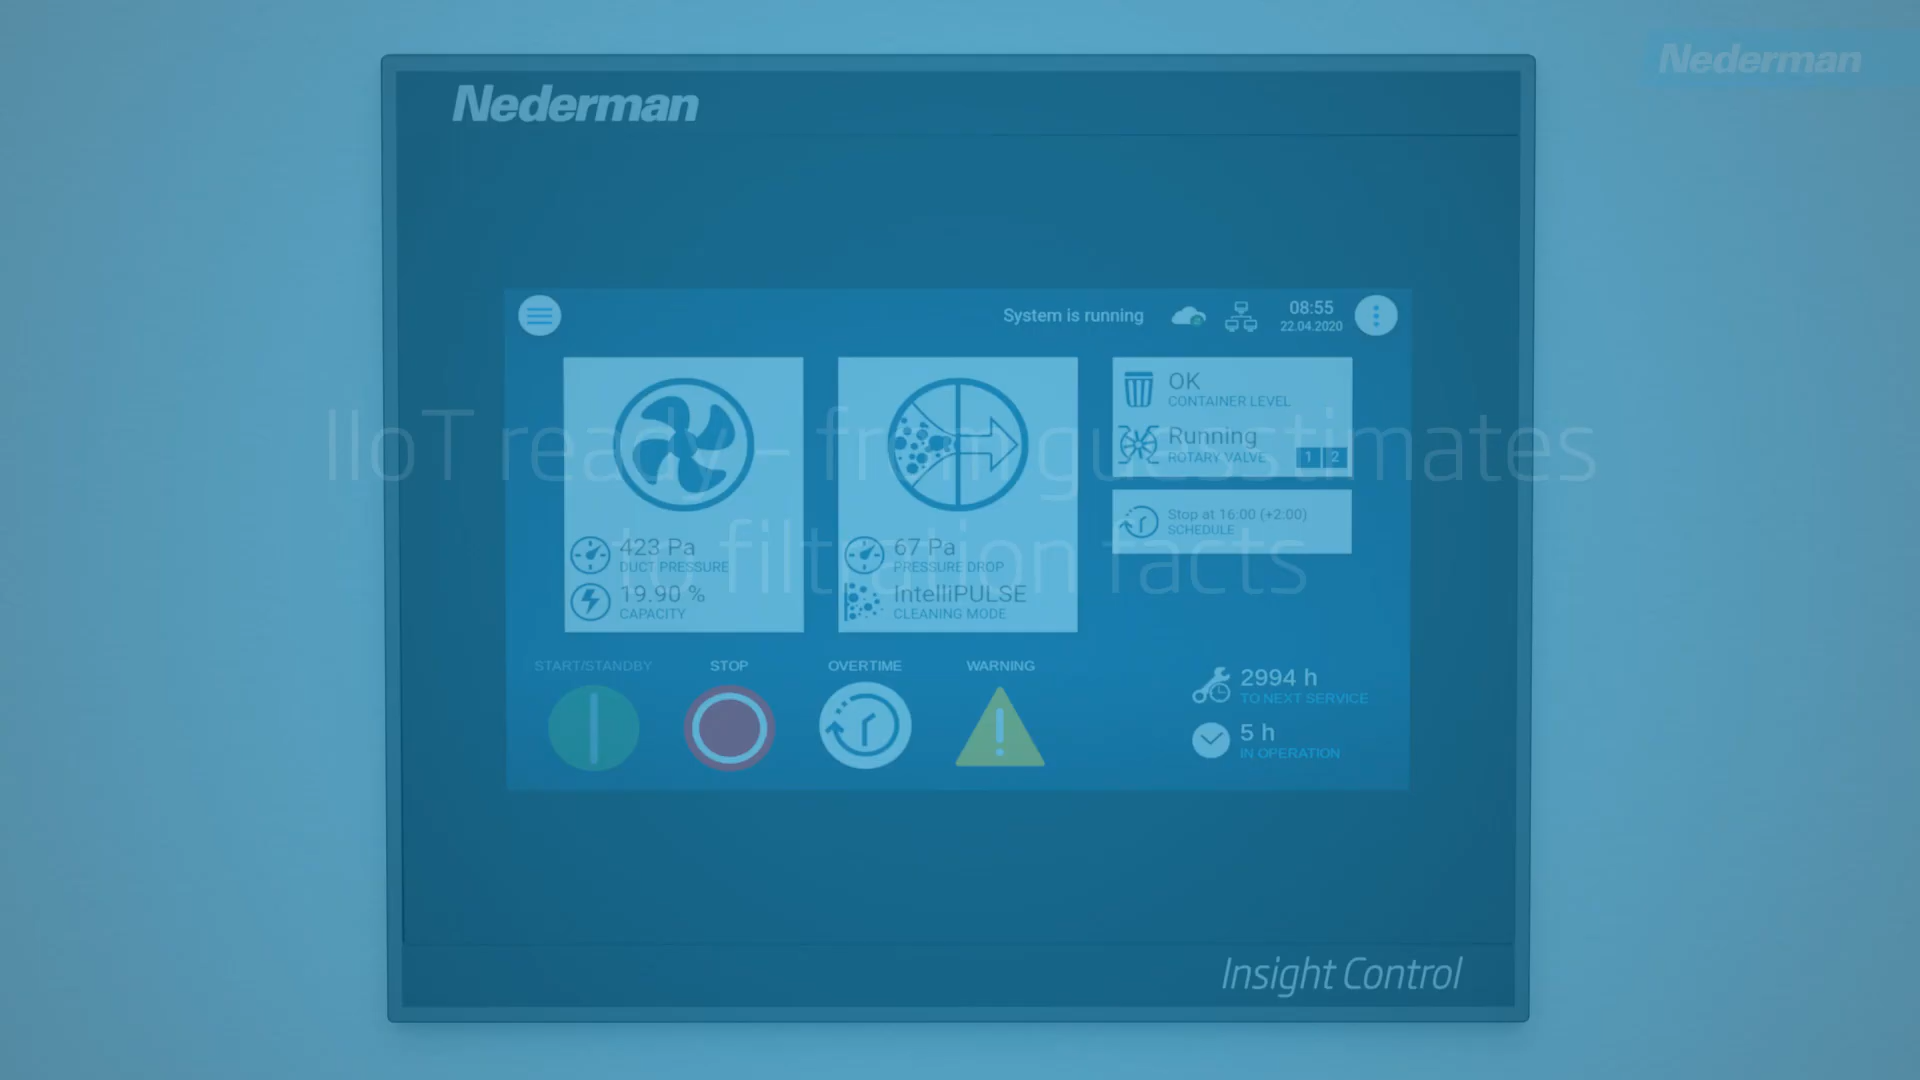 Nederman
Nederman
System is running
08:55
22.04.2020
OK
CONTAINER LEVEL
Running
ROTARY VALVE
1 2
Stop at 16:00 (+2:00)
SCHEDULE
IIoT ready – from guesstimates
to filtration facts
423 Pa
DUCT PRESSURE
19.90 %
CAPACITY
67 Pa
PRESSURE DROP
IntelliPULSE
CLEANING MODE
START/STANDBY
STOP
OVERTIME
WARNING
2994 h
TO NEXT SERVICE
5 h
IN OPERATION
Insight Control